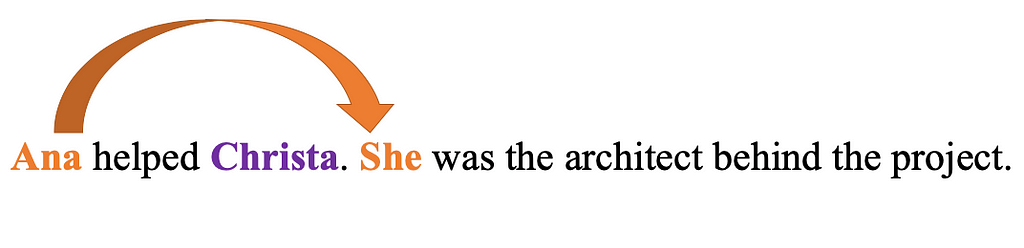 Ana helped Christa. She was the architect behind the project.